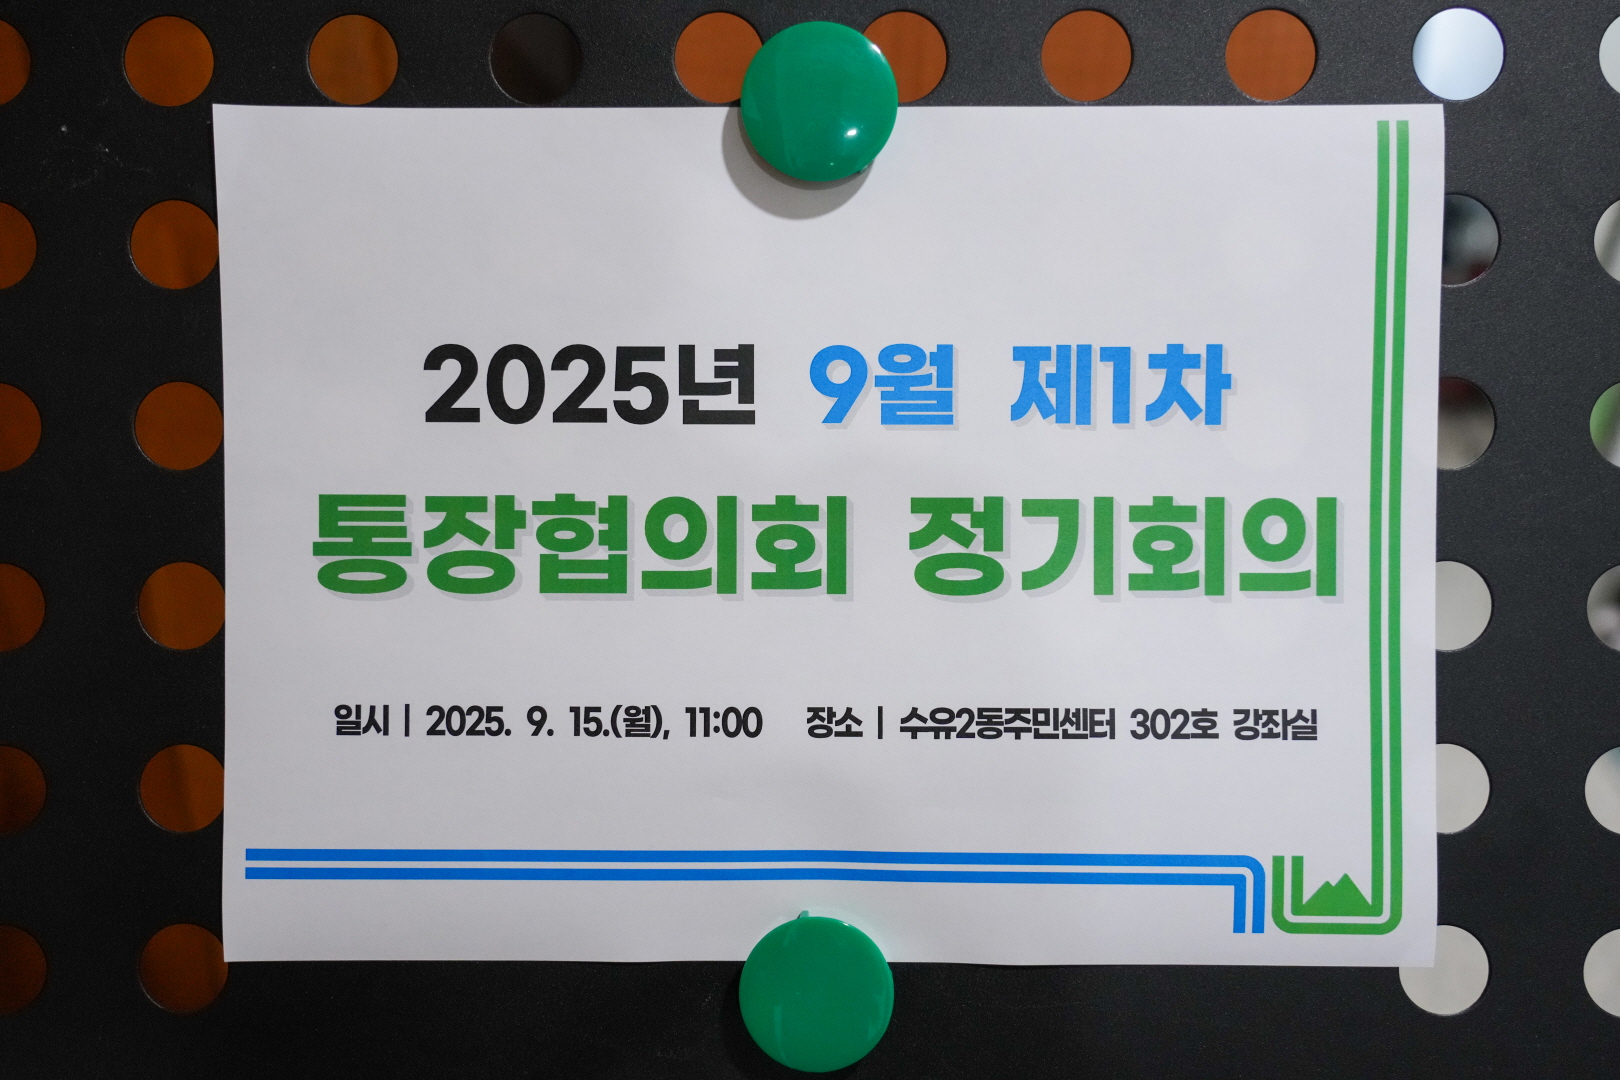 2025년 9월 제1차
통장협의회 정기회의
일시 | 2025. 9. 15.(월), 11:00 장소 | 수유2동주민센터 302호 강좌실